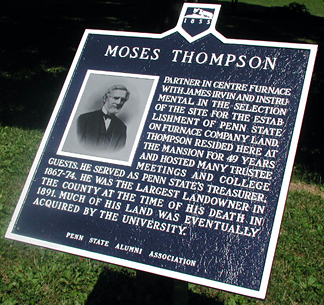 1855
MOSES THOMPSON
PARTNER IN CENTRE FURNACE
WITH JAMES IRVIN AND INSTRU-
MENTAL IN THE SELECTION
OF THE SITE FOR THE ESTAB-
LISHMENT OF PENN STATE
ON FURNACE COMPANY LAND,
THOMPSON RESIDED HERE AT
THE MANSION FOR 49 YEARS
AND HOSTED MANY TRUSTEE
MEETINGS AND COLLEGE
GUESTS. HE SERVED AS PENN STATE'S TREASURER,
1867-74. HE WAS THE LARGEST LANDOWNER IN
THE COUNTY AT THE TIME OF HIS DEATH IN
1891. MUCH OF HIS LAND WAS EVENTUALLY
ACQUIRED BY THE UNIVERSITY.
PENN STATE ALUMNI ASSOCIATION